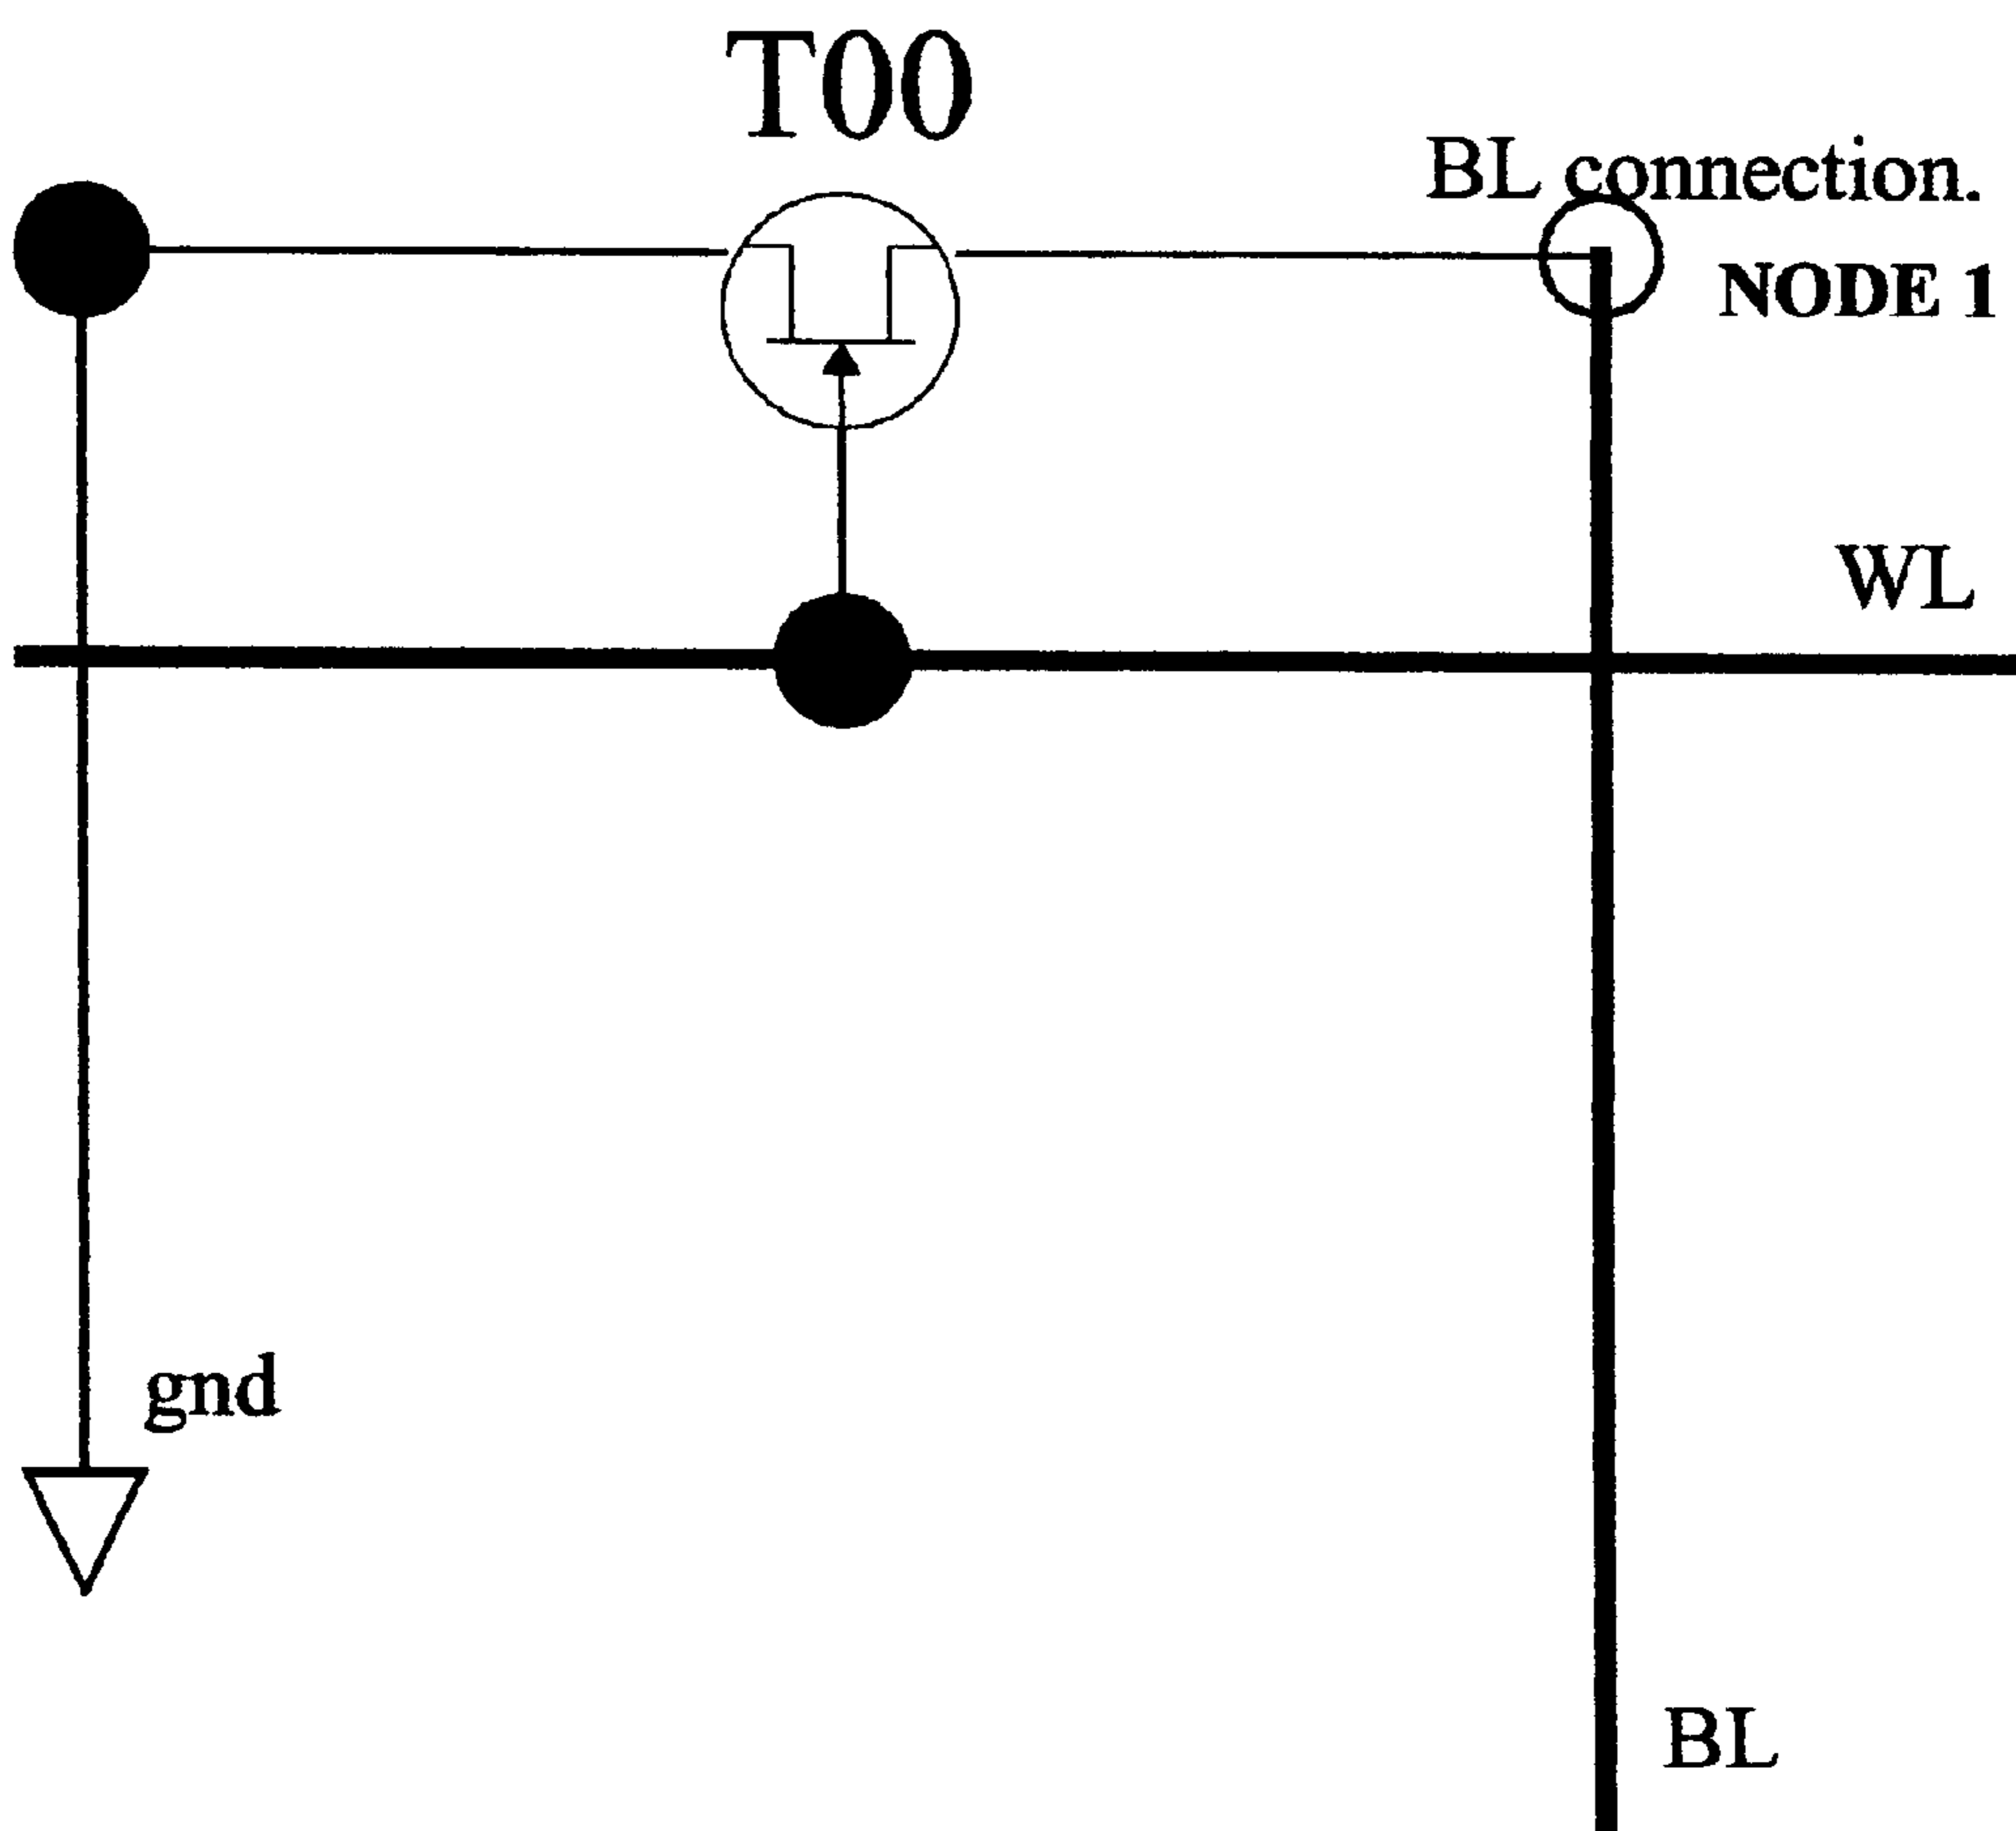 T00
BL connection.
NODE 1
WL
gnd
BL